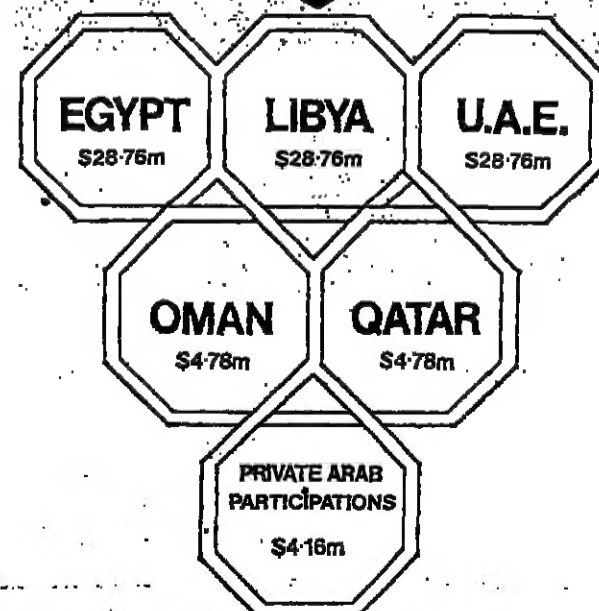 EGYPT
$28·76m
LIBYA
$28·76m
U.A.E.
$28·76m
OMAN
$4·78m
QATAR
$4·78m
PRIVATE ARAB
PARTICIPATIONS
$4·16m